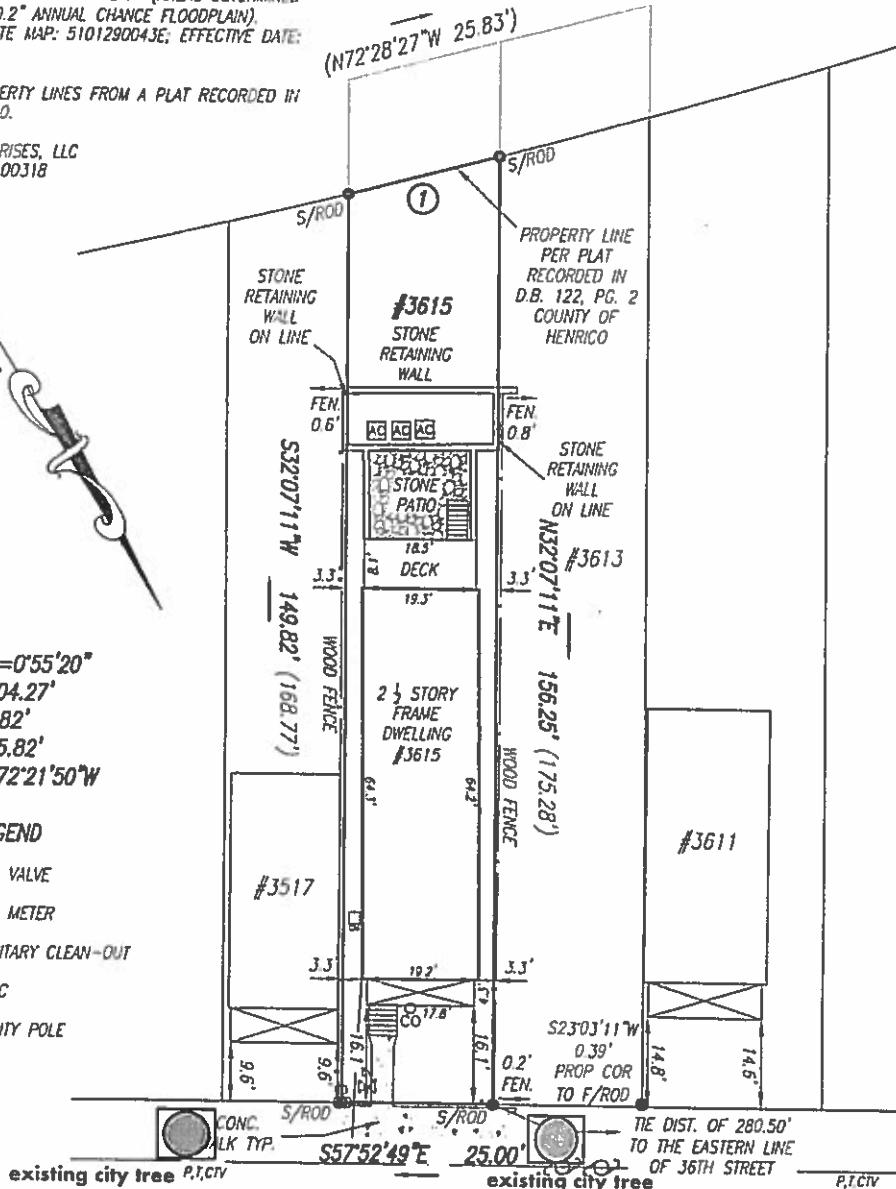 0.2" ANNUAL CHANCE FLOODPLAIN)
TE MAP: 5101290043E; EFFECTIVE DATE:
ERTY LINES FROM A PLAT RECORDED IN
RISES, LLC
00318
(N72°28'27"W 25.83')
S/ROD
S/ROD
1
PROPERTY LINE
PER PLAT
RECORDED IN
D.B. 122, PG. 2
COUNTY OF
HENRICO
STONE
RETAINING
WALL
ON LINE
#3615
STONE
RETAINING
WALL
FEN.
0.6'
AC AC AC
FEN.
0.8'
STONE
RETAINING
WALL
ON LINE
STONE
PATIO
S32°07'11"W 149.82' (168.77')
N32°07'11"E 156.25' (175.28')
#3613
18.5'
8.1'
DECK
3.3'
3.3'
19.3'
WOOD FENCE
2 ½ STORY
FRAME
DWELLING
#3615
WOOD FENCE
64.3'
64.2'
=0°55'20"
04.27'
82'
5.82'
72°21'50"W
GEND
VALVE
METER
ITARY CLEAN-OUT
C
ITY POLE
#3517
#3611
3.3'
19.2'
3.3'
CO
17.8'
16.1'
16.1'
9.6'
9.6'
S23°03'11"W
0.39'
PROP COR
TO F/ROD
0.2'
FEN.
14.8'
14.6'
S/ROD
S/ROD
CONC.
ALK TYP.
S57°52'49"E 25.00'
TIE DIST. OF 280.50'
TO THE EASTERN LINE
OF 36TH STREET
existing city tree
P,T,CTV
existing city tree
P,T,CTV